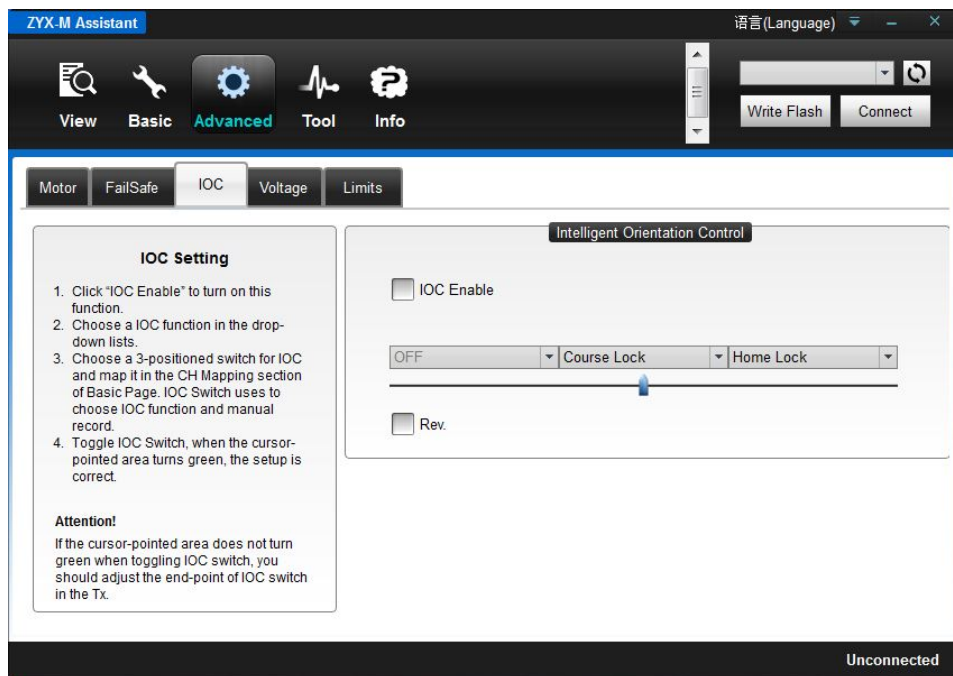 ZYX-M Assistant
语言(Language)
View
Basic
Advanced
Tool
Info
Write Flash
Connect
Motor
FailSafe
IOC
Voltage
Limits
IOC Setting
1. Click “IOC Enable” to turn on this
function.
2. Choose a IOC function in the drop-
down lists.
3. Choose a 3-positioned switch for IOC
and map it in the CH Mapping section
of Basic Page. IOC Switch uses to
choose IOC function and manual
record.
4. Toggle IOC Switch, when the cursor-
pointed area turns green, the setup is
correct.
Attention!
If the cursor-pointed area does not turn
green when toggling IOC switch, you
should adjust the end-point of IOC switch
in the Tx.
Intelligent Orientation Control
IOC Enable
OFF
Course Lock
Home Lock
Rev.
Unconnected